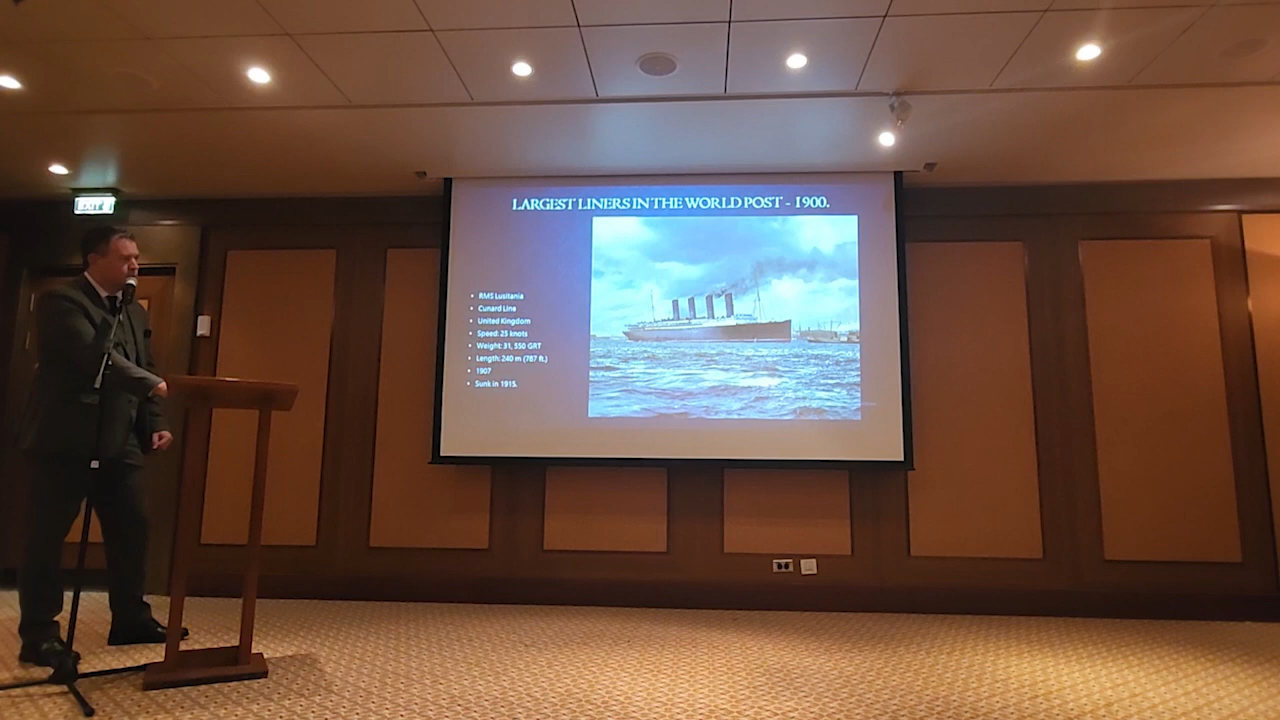 EXIT
LARGEST LINERS IN THE WORLD POST - 1900.
• RMS Lusitania
• Cunard Line
• United Kingdom
• Speed: 25 knots
• Weight: 31, 550 GRT
• Length: 240 m (787 ft.)
• 1907
• Sunk in 1915.